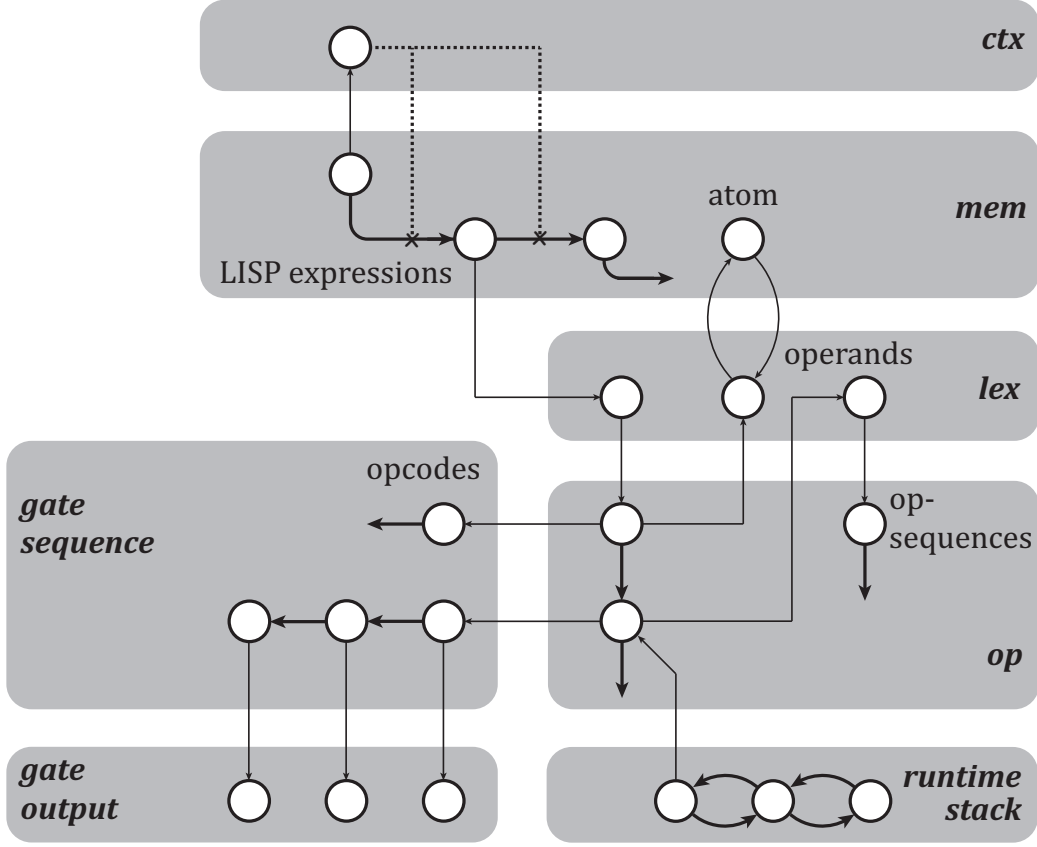 ctx
atom
mem
LISP expressions
operands
lex
opcodes
gate
sequence
op-
sequences
op
gate
output
runtime
stack